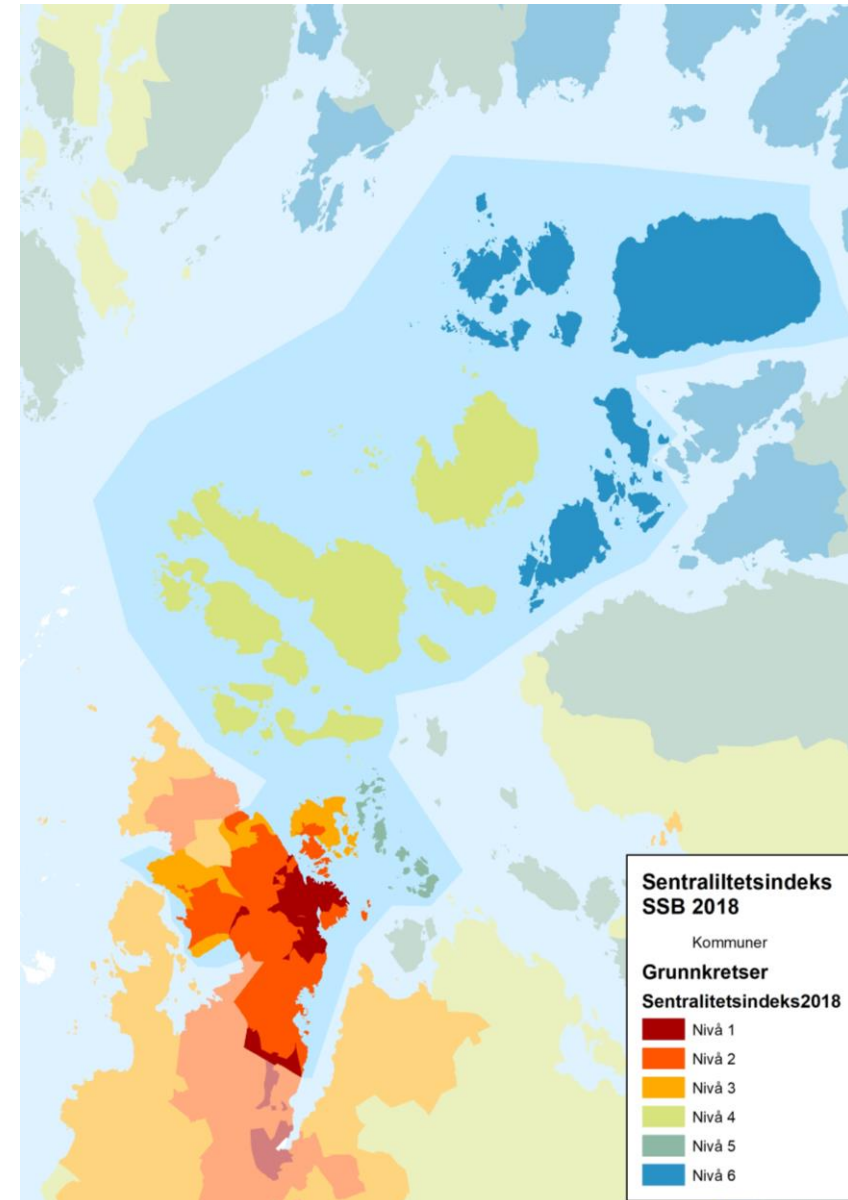 Sentraliltetsindeks
SSB 2018
Kommuner
Grunnkretser
Sentralitetsindeks2018
Nivå 1
Nivå 2
Nivå 3
Nivå 4
Nivå 5
Nivå 6